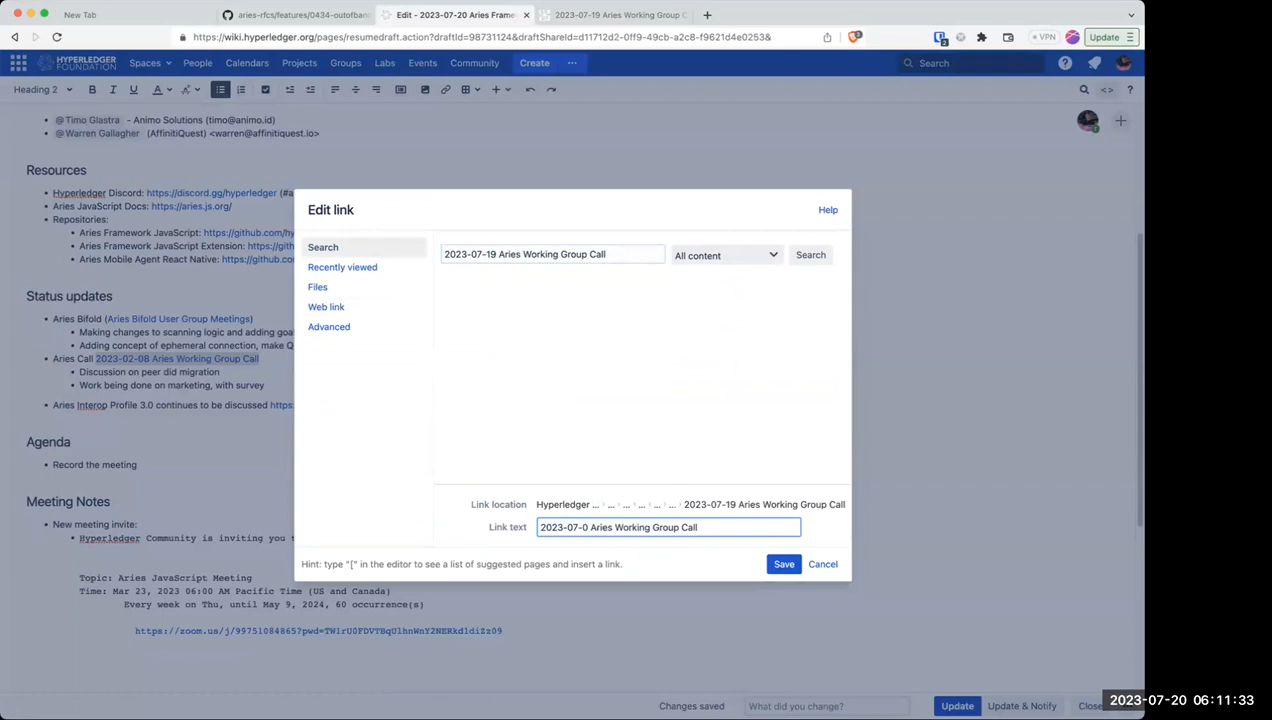 New Tab
aries-rfcs/features/0434-outofband
Edit - 2023-07-20 Aries Frame
2023-07-19 Aries Working Group C
https://wiki.hyperledger.org/pages/resumedraft.action?draftId=98731124&draftShareId=d11712d2-0ff9-49cb-a2c8-f9621d4e0253&
VPN
Update
HYPERLEDGER
FOUNDATION
Spaces
People
Calendars
Projects
Groups
Labs
Events
Community
Create
Search
Heading 2
@Timo Glastra - Animo Solutions (timo@animo.id)
@Warren Gallagher (AffinitiQuest) <warren@affinitiquest.io>
Resources
Hyperledger Discord: https://discord.gg/hyperledger (#a
Aries JavaScript Docs: https://aries.js.org/
Repositories:
Aries Framework JavaScript: https://github.com/hy
Aries Framework JavaScript Extension: https://gith
Aries Mobile Agent React Native: https://github.co
Status updates
Aries Bifold (Aries Bifold User Group Meetings)
Making changes to scanning logic and adding goa
Adding concept of ephemeral connection, make Q
Aries Call 2023-02-08 Aries Working Group Call
Discussion on peer did migration
Work being done on marketing, with survey
Aries Interop Profile 3.0 continues to be discussed https:
Agenda
Record the meeting
Meeting Notes
New meeting invite:
Hyperledger Community is inviting you t
Topic: Aries JavaScript Meeting
Time: Mar 23, 2023 06:00 AM Pacific Time (US and Canada)
Every week on Thu, until May 9, 2024, 60 occurrence(s)
https://zoom.us/j/99751084865?pwd=TW1rU0FDVTBqUlhnWnY2NERkd1diZz09
Edit link
Help
Search
Recently viewed
Files
Web link
Advanced
2023-07-19 Aries Working Group Call
All content
Search
Link location
Hyperledger ... › ... › ... › ... › ... › ... › 2023-07-19 Aries Working Group Call
Link text
2023-07-0 Aries Working Group Call
Hint: type "[" in the editor to see a list of suggested pages and insert a link.
Save
Cancel
Changes saved
What did you change?
Update
Update & Notify
Close
2023-07-20 06:11:33